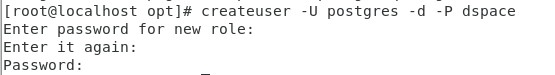 [root@localhost opt]# createuser -U postgres -d -P dspace
Enter password for new role:
Enter it again:
Password: